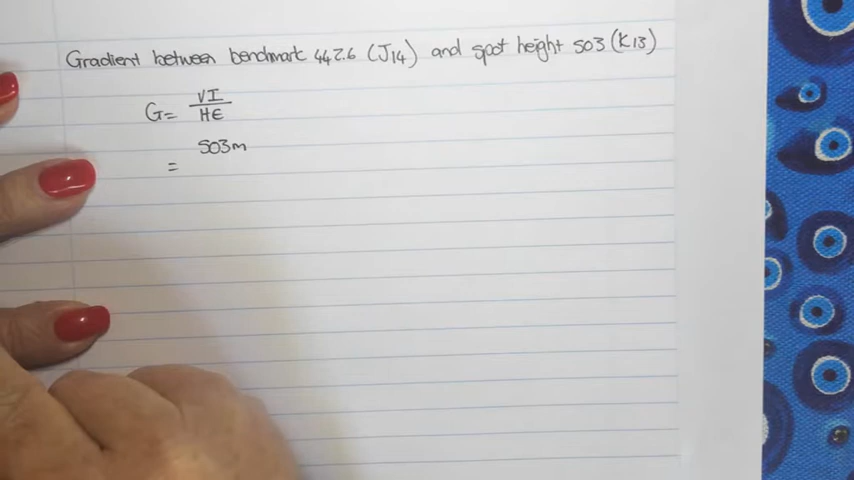 Gradient between benchmark 442.6 (J14) and spot height 503 (K13)
G= VI
HE
503m
=